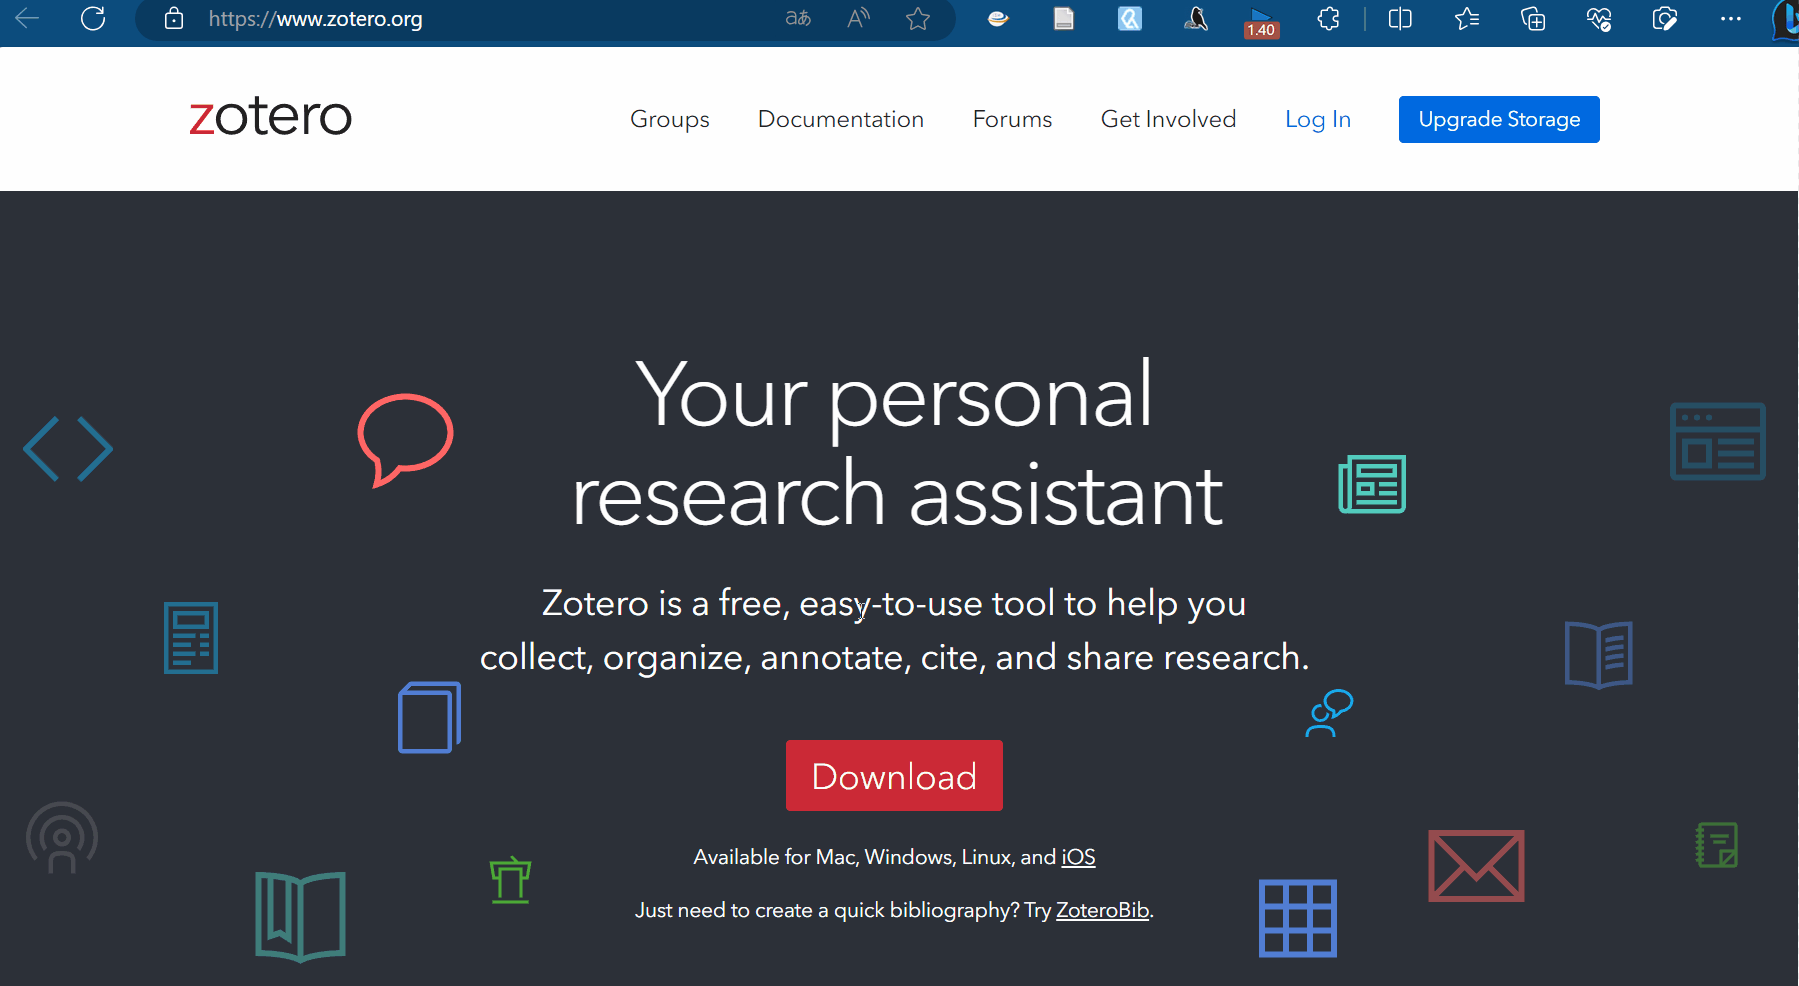 https://www.zotero.org
aあ
A
1.40
zotero
Groups Documentation Forums Get Involved Log In Upgrade Storage
Your personal
research assistant
Zotero is a free, easy-to-use tool to help you
collect, organize, annotate, cite, and share research.
Download
Available for Mac, Windows, Linux, and iOS
Just need to create a quick bibliography? Try ZoteroBib.